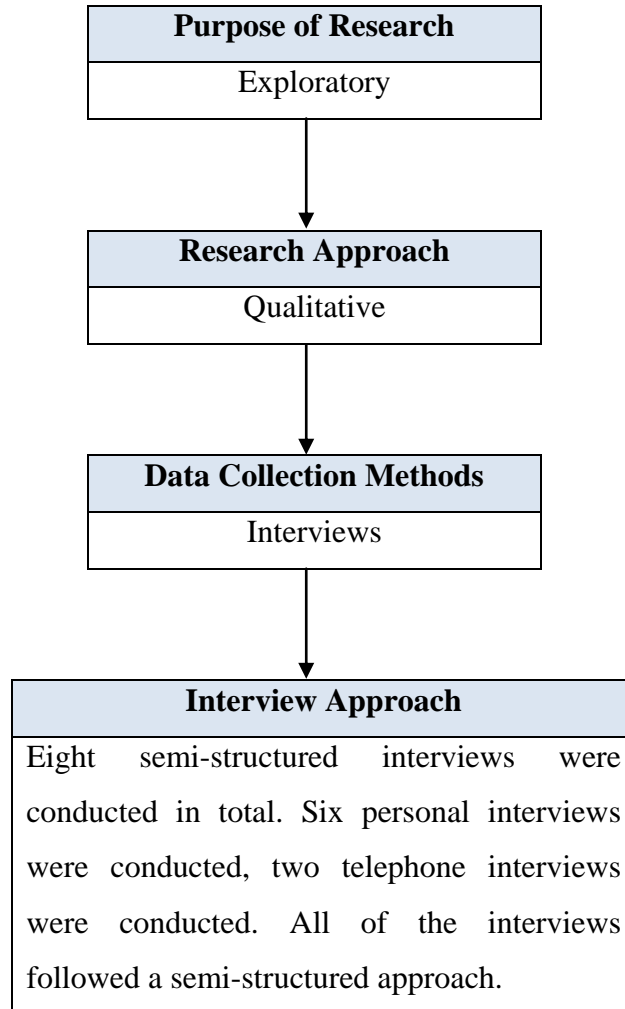 Purpose of Research
Exploratory
Research Approach
Qualitative
Data Collection Methods
Interviews
Interview Approach
Eight semi-structured interviews were
conducted in total. Six personal interviews
were conducted, two telephone interviews
were conducted. All of the interviews
followed a semi-structured approach.